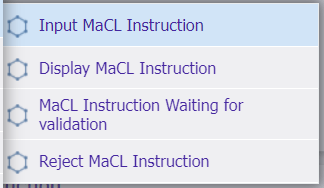 Input MaCL Instruction
Display MaCL Instruction
MaCL Instruction Waiting for
validation
Reject MaCL Instruction